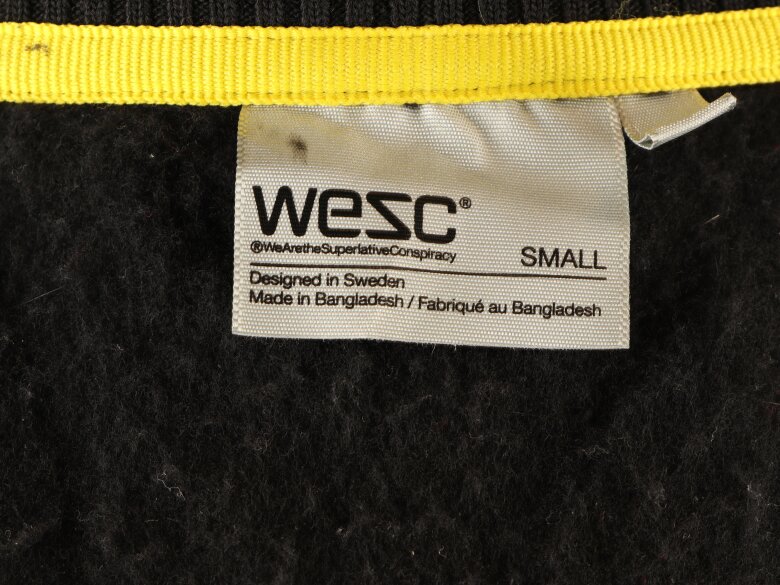 wesc®
®WeAretheSuperlativeConspiracy
SMALL
Designed in Sweden
Made in Bangladesh / Fabriqué au Bangladesh